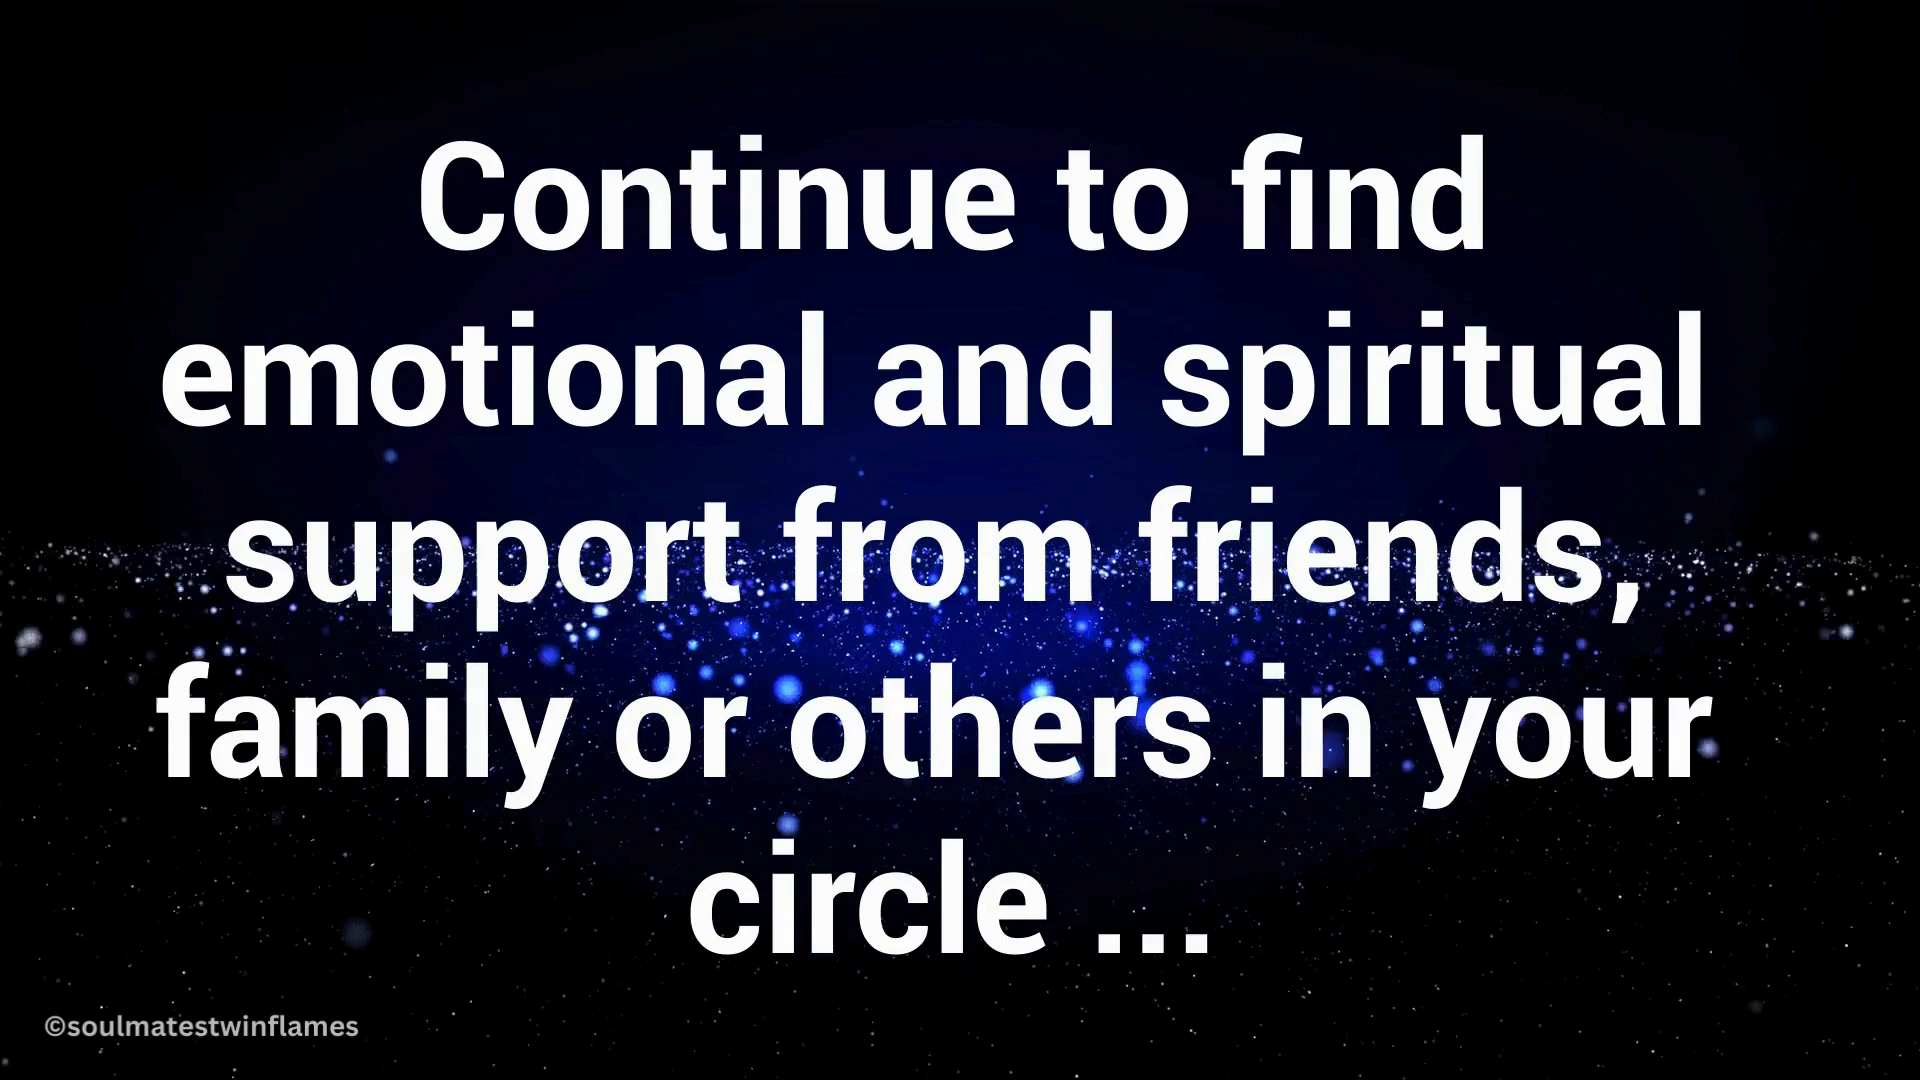 Continue to find
emotional and spiritual
support from friends,
family or others in your
circle ...
©soulmatestwinflames